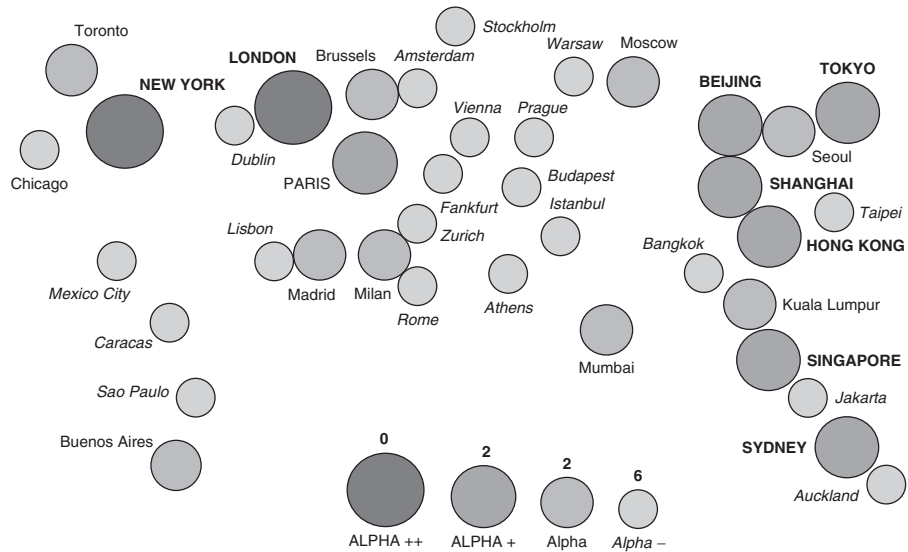 Toronto
NEW YORK
Chicago
LONDON
Brussels
Amsterdam
Stockholm
Warsaw
Moscow
Dublin
PARIS
Vienna
Prague
Fankfurt
Budapest
Istanbul
Zurich
Lisbon
Madrid
Milan
Rome
Athens
BEIJING
TOKYO
Seoul
SHANGHAI
Taipei
HONG KONG
Bangkok
Kuala Lumpur
Mumbai
SINGAPORE
Jakarta
SYDNEY
Auckland
Mexico City
Caracas
Sao Paulo
Buenos Aires
0 2 2 6
ALPHA ++ ALPHA + Alpha Alpha –